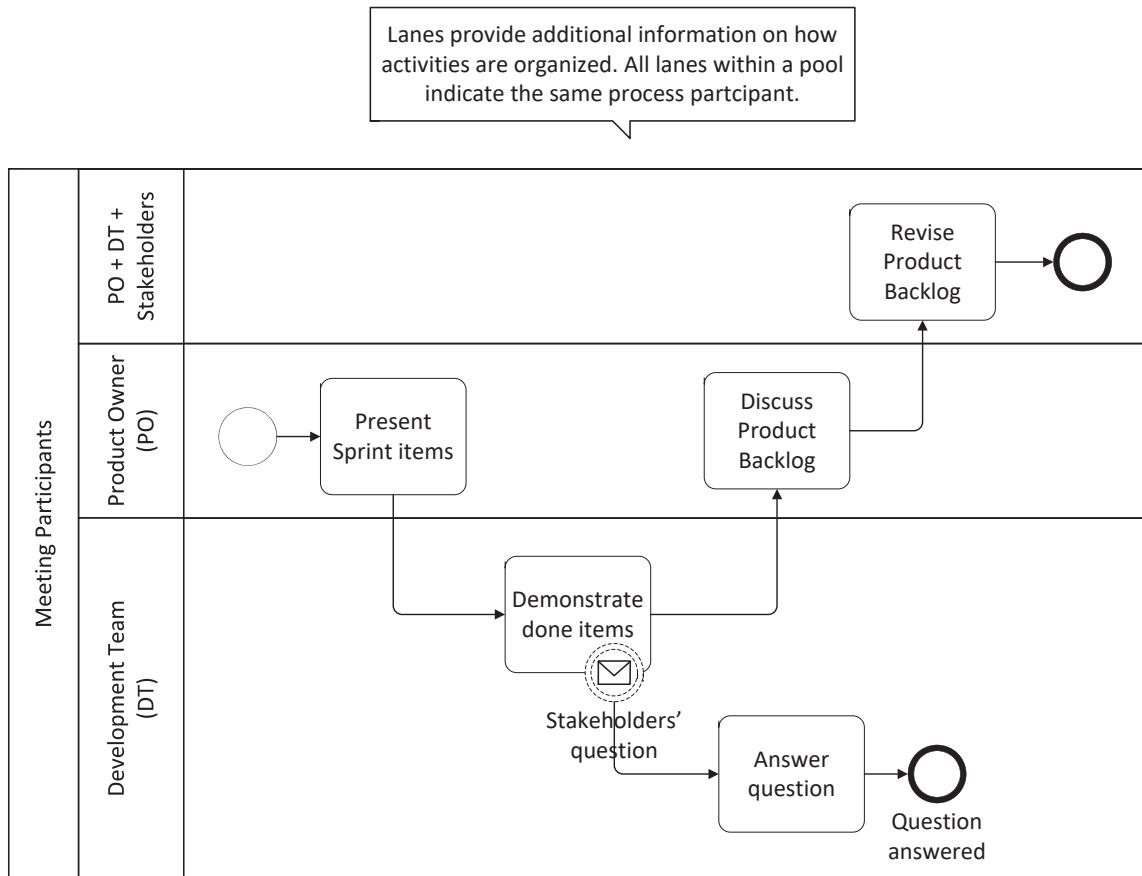 Lanes provide additional information on how
activities are organized. All lanes within a pool
indicate the same process partcipant.
Meeting Participants
PO + DT +
Stakeholders
Revise
Product
Backlog
Product Owner
(PO)
Present
Sprint items
Discuss
Product
Backlog
Development Team
(DT)
Demonstrate
done items
Stakeholders’
question
Answer
question
Question
answered